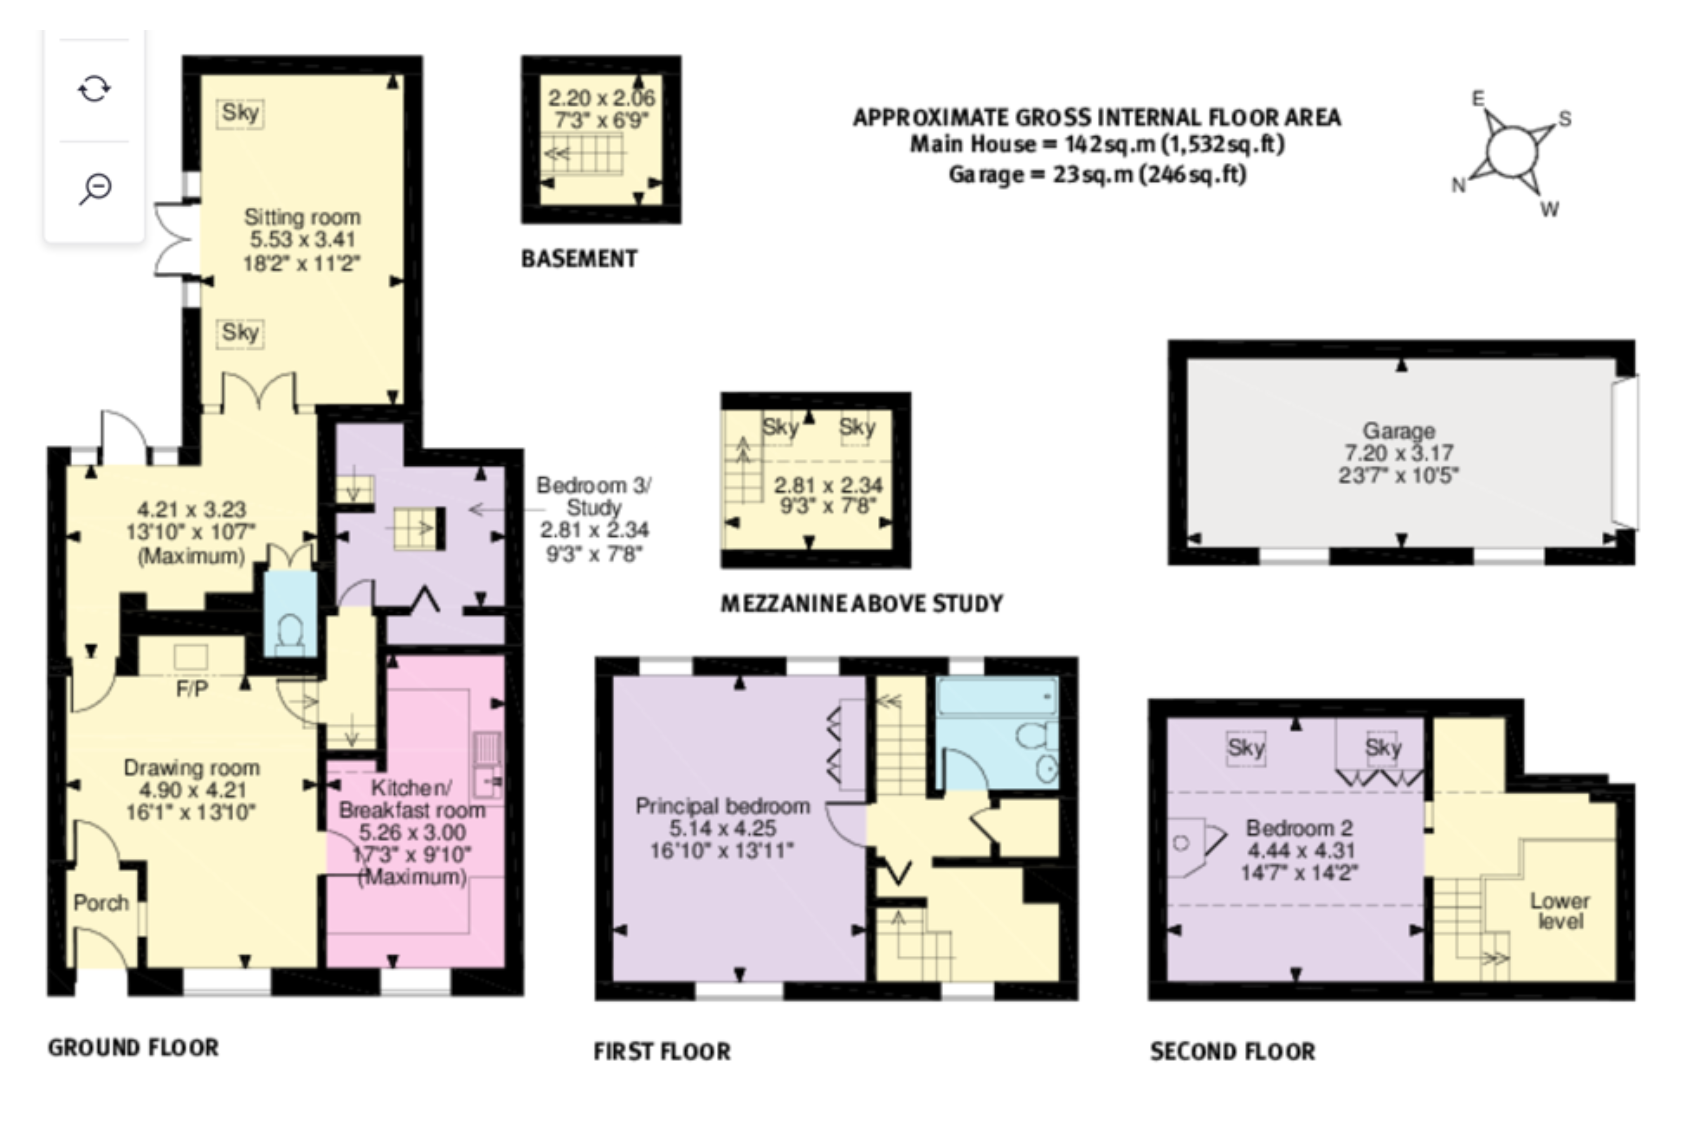 Sky
Sitting room
5.53 x 3.41
18'2" x 11'2"
Sky
2.20 x 2.06
7'3" x 6'9"
BASEMENT
APPROXIMATE GROSS INTERNAL FLOOR AREA
Main House = 142sq.m (1,532sq.ft)
Garage = 23sq.m (246sq.ft)
E
S
N
W
4.21 x 3.23
13'10" x 10'7"
(Maximum)
Bedroom 3/
Study
2.81 x 2.34
9'3" x 7'8"
Sky
Sky
2.81 x 2.34
9'3" x 7'8"
MEZZANINE ABOVE STUDY
Garage
7.20 x 3.17
23'7" x 10'5"
F/P
Drawing room
4.90 x 4.21
16'1" x 13'10"
Kitchen/
Breakfast room
5.26 x 3.00
17'3" x 9'10"
(Maximum)
Porch
GROUND FLOOR
Principal bedroom
5.14 x 4.25
16'10" x 13'11"
FIRST FLOOR
Sky
Sky
Bedroom 2
4.44 x 4.31
14'7" x 14'2"
Lower
level
SECOND FLOOR